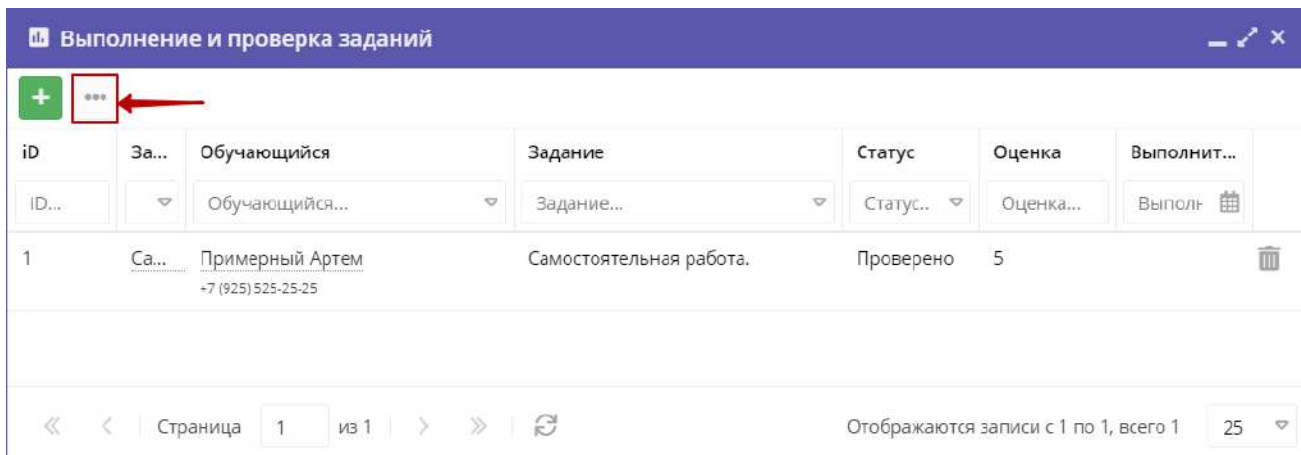 Выполнение и проверка заданий
iD За... Обучающийся Задание Статус Оценка Выполнит...
ID... Обучающийся... Задание... Статус.. Оценка... Выполн
1 Са... Примерный Артем Самостоятельная работа. Проверено 5
+7 (925) 525-25-25
Страница 1 из 1 Отображаются записи с 1 по 1, всего 1 25